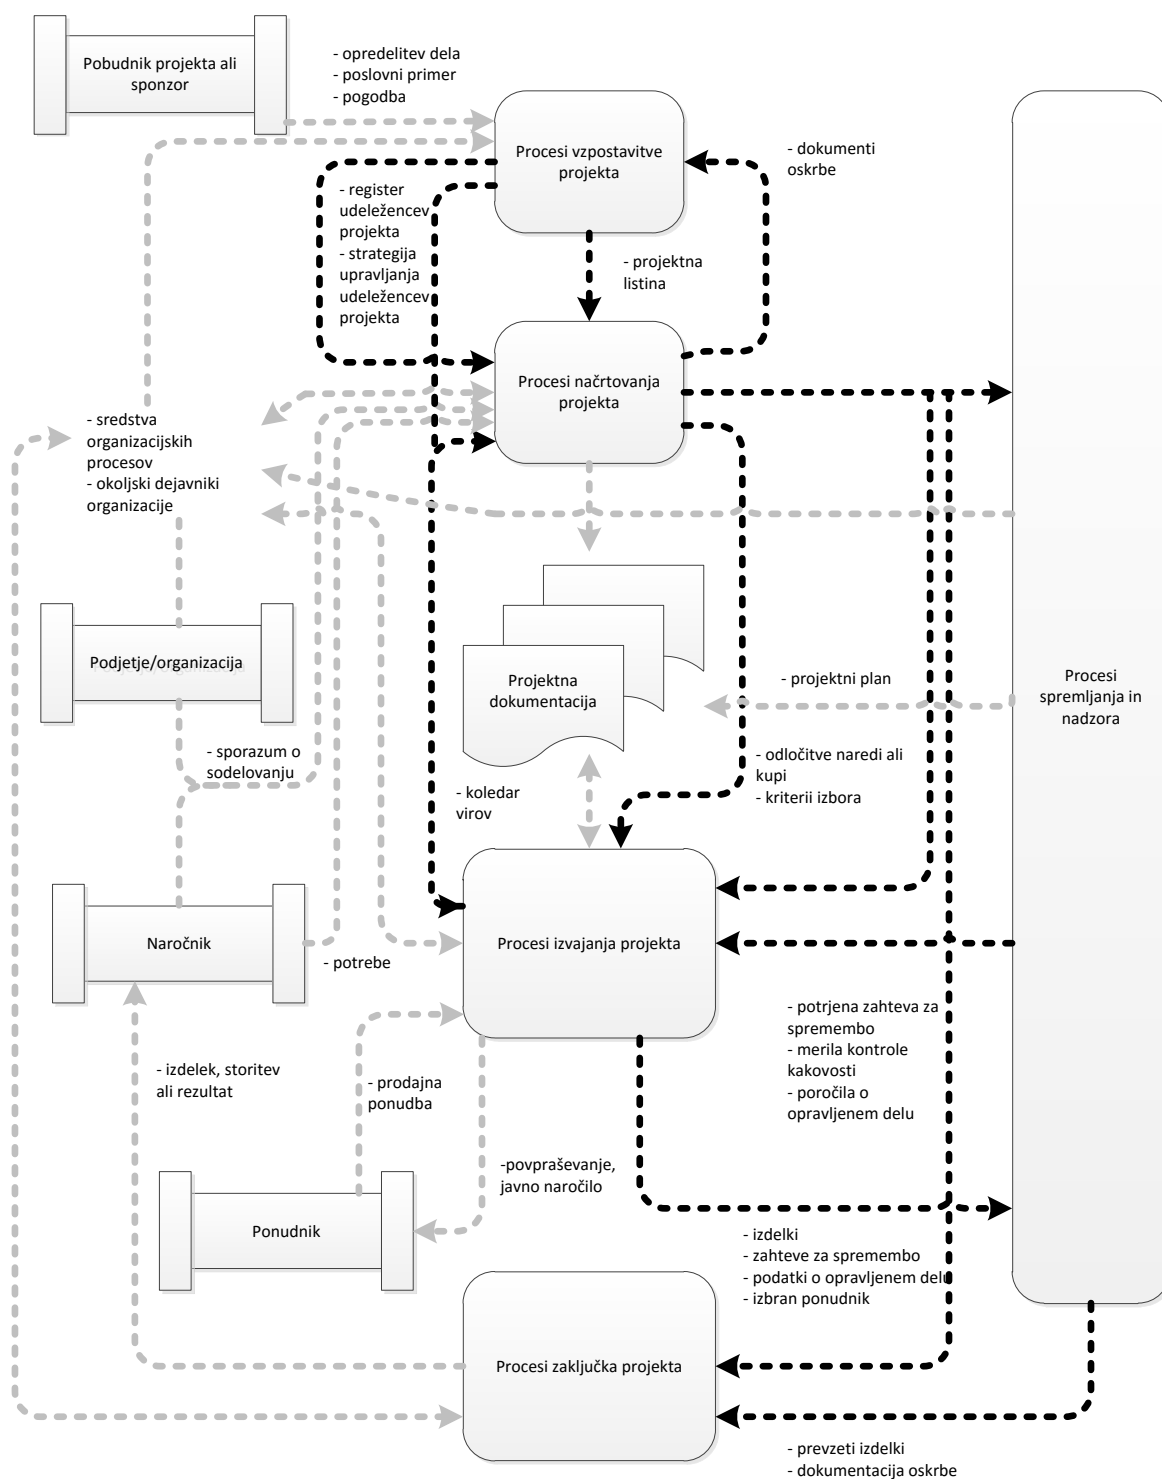 Pobudnik projekta ali
sponzor
- opredelitev dela
- poslovni primer
- pogodba
Procesi vzpostavitve
projekta
- dokumenti
oskrbe
- register
udeležencev
projekta
- strategija
upravljanja
udeležencev
projekta
- projektna
listina
Procesi načrtovanja
projekta
- sredstva
organizacijskih
procesov
- okoljski dejavniki
organizacije
Podjetje/organizacija
Projektna
dokumentacija
- projektni plan
Procesi
spremljanja in
nadzora
- sporazum o
sodelovanju
- koledar
virov
- odločitve naredi ali
kupi
- kriterii izbora
Naročnik
- potrebe
Procesi izvajanja projekta
- potrjena zahteva za
spremembo
- merila kontrole
kakovosti
- poročila o
opravljenem delu
- izdelek, storitev
ali rezultat
- prodajna
ponudba
-povpraševanje,
javno naročilo
Ponudnik
- izdelki
- zahteve za spremembo
- podatki o opravljenem delu
- izbran ponudnik
Procesi zaključka projekta
- prevzeti izdelki
- dokumentacija oskrbe